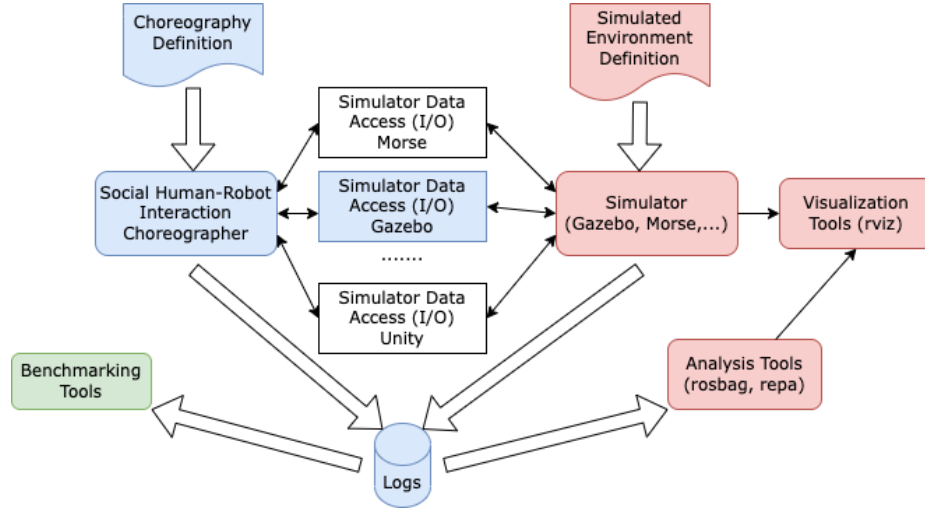 Choreography
Definition
Simulated
Environment
Definition
Simulator Data
Access (I/O)
Morse
Social Human-Robot
Interaction
Choreographer
Simulator Data
Access (I/O)
Gazebo
Simulator
(Gazebo, Morse,...)
Visualization
Tools (rviz)
.......
Simulator Data
Access (I/O)
Unity
Benchmarking
Tools
Analysis Tools
(rosbag, repa)
Logs